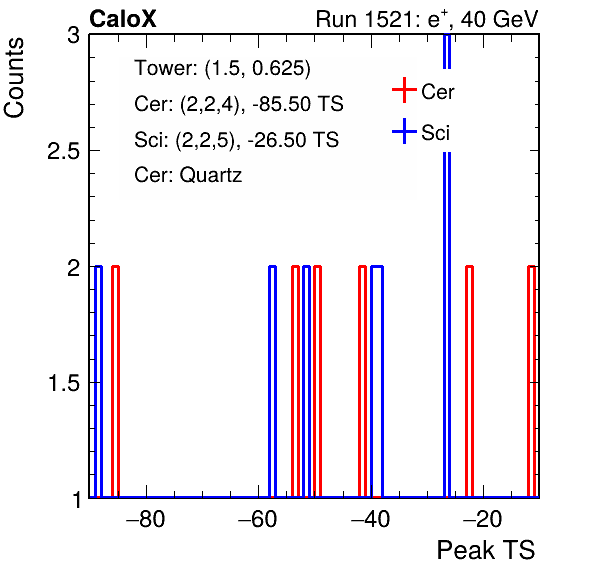 CaloX Run 1521: e⁺, 40 GeV
Counts
3
2.5
2
1.5
1
Tower: (1.5, 0.625)
Cer: (2,2,4), -85.50 TS
Sci: (2,2,5), -26.50 TS
Cer: Quartz
Cer
Sci
−80 −60 −40 −20
Peak TS